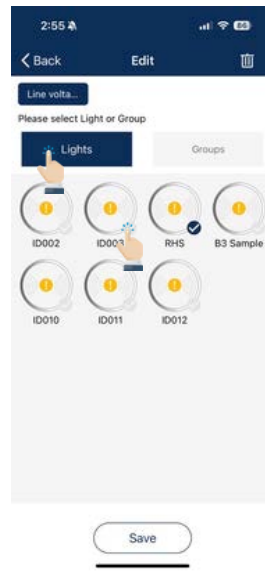 2:55 86
Back Edit
Line volta...
Please select Light or Group
Lights Groups
ID002 ID003 RHS B3 Sample
ID010 ID011 ID012
Save